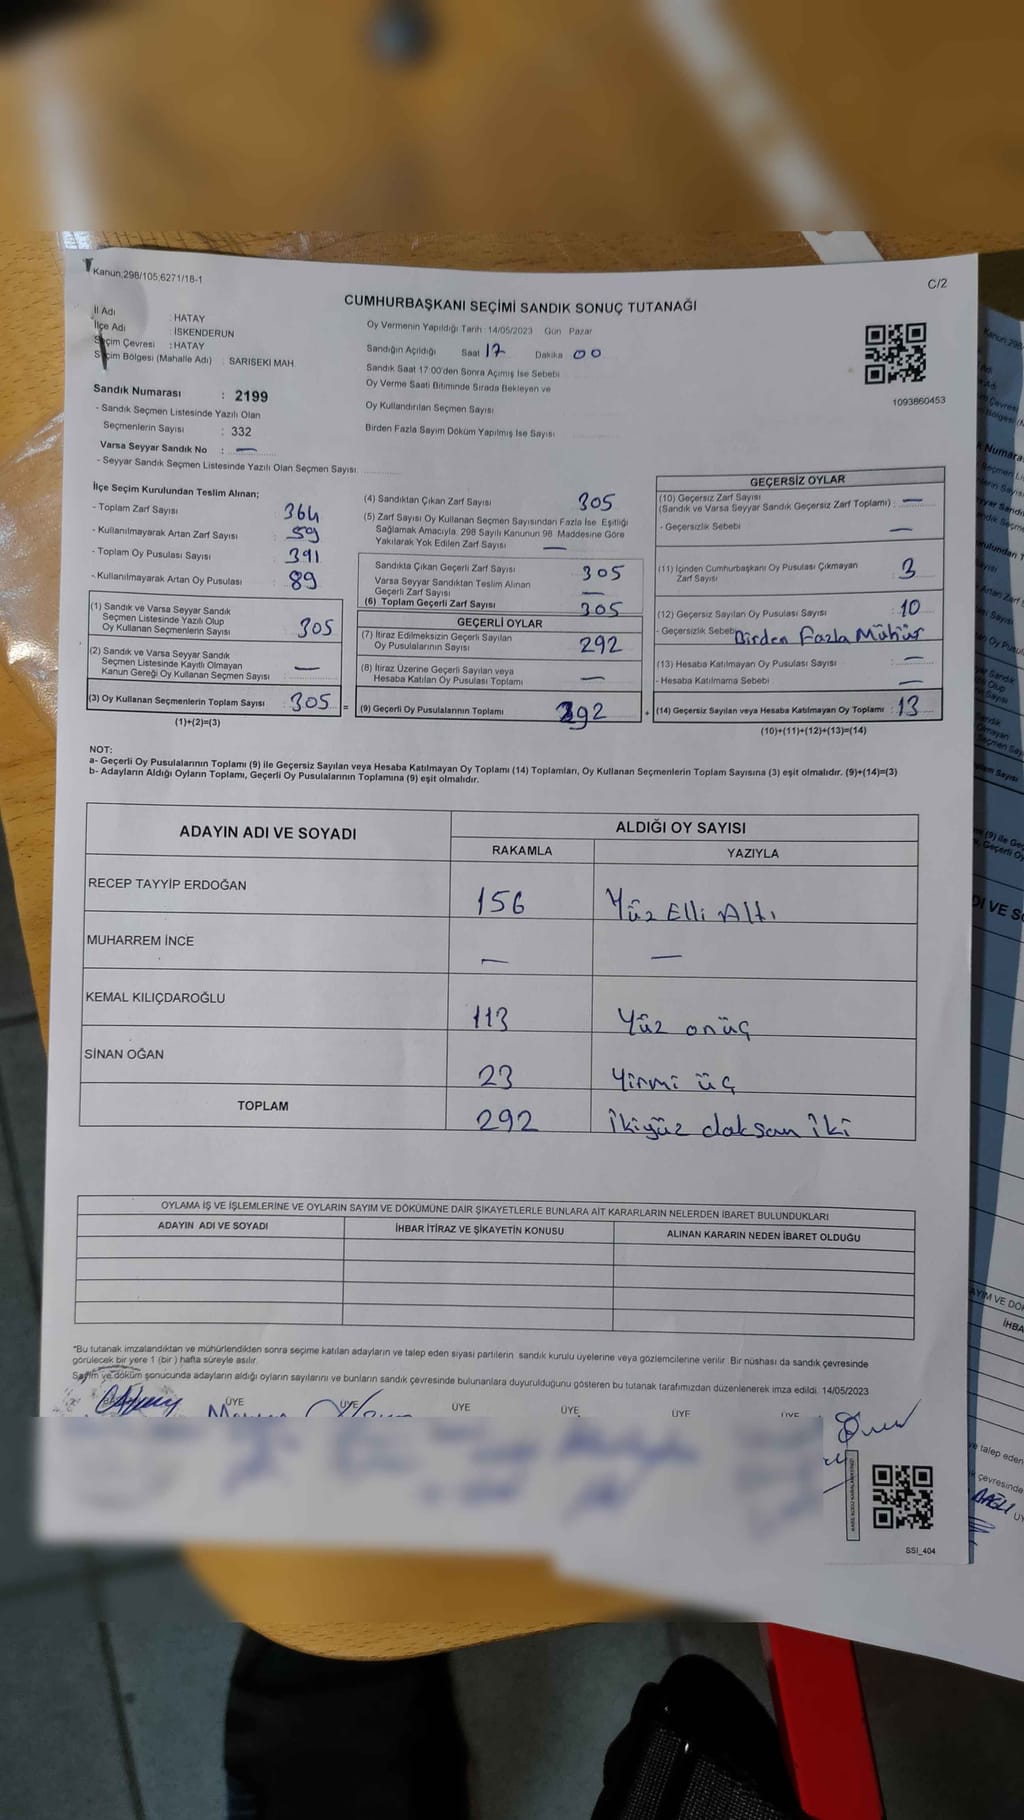 Kanun:298/105,6271/18-1
C/2
CUMHURBAŞKANI SEÇİMİ SANDIK SONUÇ TUTANAĞI
İl Adı : HATAY
İlçe Adı : İSKENDERUN
Seçim Çevresi : HATAY
Seçim Bölgesi (Mahalle Adı) : SARISEKİ MAH
Sandık Numarası : 2199
- Sandık Seçmen Listesinde Yazılı Olan
Seçmenlerin Sayısı : 332
Varsa Seyyar Sandık No : —
- Seyyar Sandık Seçmen Listesinde Yazılı Olan Seçmen Sayısı
Oy Vermenin Yapıldığı Tarih :14/05/2023 Gün Pazar
Sandığın Açıldığı Saat 17 Dakika 00
Sandık Saat 17:00'den Sonra Açımış İse Sebebi
Oy Verme Saati Bitiminde Sırada Bekleyen ve
Oy Kullandırılan Seçmen Sayısı
Birden Fazla Sayım Döküm Yapılmış İse Sayısı
1093860453
İlçe Seçim Kurulundan Teslim Alınan;
- Toplam Zarf Sayısı : 364
- Kullanılmayarak Artan Zarf Sayısı : 59
- Toplam Oy Pusulası Sayısı : 391
- Kullanılmayarak Artan Oy Pusulası : 89
(1) Sandık ve Varsa Seyyar Sandık
Seçmen Listesinde Yazılı Olup
Oy Kullanan Seçmenlerin Sayısı : 305
(2) Sandık ve Varsa Seyyar Sandık
Seçmen Listesinde Kayıtlı Olmayan
Kanun Gereği Oy Kullanan Seçmen Sayısı : —
(3) Oy Kullanan Seçmenlerin Toplam Sayısı : 305 =
(1)+(2)=(3)
(4) Sandıktan Çıkan Zarf Sayısı 305
(5) Zarf Sayısı Oy Kullanan Seçmen Sayısından Fazla İse Eşitliği
Sağlamak Amacıyla, 298 Sayılı Kanunun 98. Maddesine Göre
Yakılarak Yok Edilen Zarf Sayısı —
Sandıkta Çıkan Geçerli Zarf Sayısı : 305
Varsa Seyyar Sandıktan Teslim Alınan
Geçerli Zarf Sayısı : —
(6) Toplam Geçerli Zarf Sayısı : 305
GEÇERLİ OYLAR
(7) İtiraz Edilmeksizin Geçerli Sayılan
Oy Pusulalarının Sayısı : 292
(8) İtiraz Üzerine Geçerli Sayılan veya
Hesaba Katılan Oy Pusulası Toplamı : —
(9) Geçerli Oy Pusulalarının Toplamı : 292 +
GEÇERSİZ OYLAR
(10) Geçersiz Zarf Sayısı
(Sandık ve Varsa Seyyar Sandık Geçersiz Zarf Toplamı) : —
- Geçersizlik Sebebi : —
(11) İçinden Cumhurbaşkanı Oy Pusulası Çıkmayan
Zarf Sayısı : 3
(12) Geçersiz Sayılan Oy Pusulası Sayısı : 10
- Geçersizlik Sebebi Birden Fazla Mühür
(13) Hesaba Katılmayan Oy Pusulası Sayısı : —
- Hesaba Katılmama Sebebi : —
(14) Geçersiz Sayılan veya Hesaba Katılmayan Oy Toplamı : 13
(10)+(11)+(12)+(13)=(14)
NOT:
a- Geçerli Oy Pusulalarının Toplamı (9) ile Geçersiz Sayılan veya Hesaba Katılmayan Oy Toplamı (14) Toplamları, Oy Kullanan Seçmenlerin Toplam Sayısına (3) eşit olmalıdır. (9)+(14)=(3)
b- Adayların Aldığı Oyların Toplamı, Geçerli Oy Pusulalarının Toplamına (9) eşit olmalıdır.
ADAYIN ADI VE SOYADI ALDIĞI OY SAYISI
RAKAMLA YAZIYLA
RECEP TAYYİP ERDOĞAN 156 Yüz Elli Altı
MUHARREM İNCE — —
KEMAL KILIÇDAROĞLU 113 Yüz onüç
SİNAN OĞAN 23 Yirmi üç
TOPLAM 292 İkiyüz doksan iki
OYLAMA İŞ VE İŞLEMLERİNE VE OYLARIN SAYIM VE DÖKÜMÜNE DAİR ŞİKAYETLERLE BUNLARA AİT KARARLARIN NELERDEN İBARET BULUNDUKLARI
ADAYIN ADI VE SOYADI İHBAR İTİRAZ VE ŞİKAYETİN KONUSU ALINAN KARARIN NEDEN İBARET OLDUĞU
*Bu tutanak imzalandıktan ve mühürlendikten sonra seçime katılan adayların ve talep eden siyasi partilerin sandık kurulu üyelerine veya gözlemcilerine verilir. Bir nüshası da sandık çevresinde
görülecek bir yere 1 (bir) hafta süreyle asılır.
Sayım ve döküm sonucunda adayların aldığı oyların sayılarını ve bunların sandık çevresinde bulunanlara duyurulduğunu gösteren bu tutanak tarafımızdan düzenlenerek imza edildi. 14/05/2023
ÜYE ÜYE ÜYE ÜYE ÜYE ÜYE
SSI_404